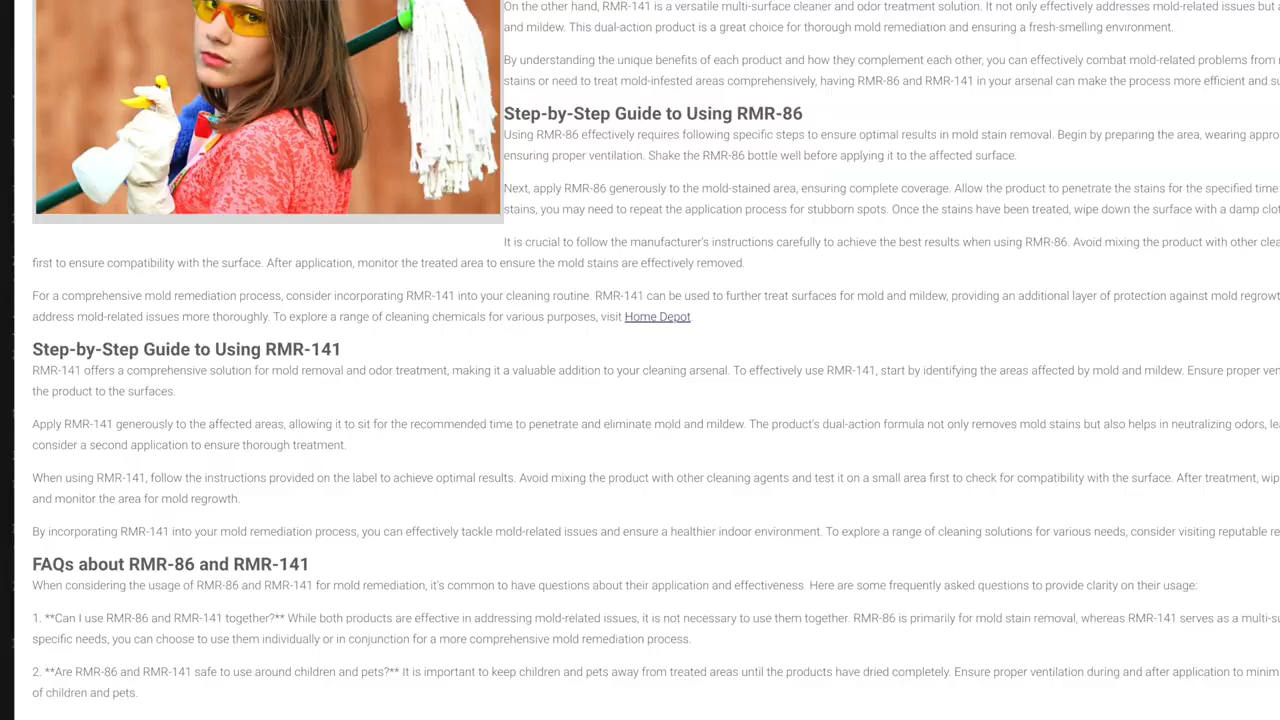 On the other hand, RMR-141 is a versatile multi-surface cleaner and odor treatment solution. It not only effectively addresses mold-related issues but
and mildew. This dual-action product is a great choice for thorough mold remediation and ensuring a fresh-smelling environment.
By understanding the unique benefits of each product and how they complement each other, you can effectively combat mold-related problems from
stains or need to treat mold-infested areas comprehensively, having RMR-86 and RMR-141 in your arsenal can make the process more efficient and
Step-by-Step Guide to Using RMR-86
Using RMR-86 effectively requires following specific steps to ensure optimal results in mold stain removal. Begin by preparing the area, wearing
ensuring proper ventilation. Shake the RMR-86 bottle well before applying it to the affected surface.
Next, apply RMR-86 generously to the mold-stained area, ensuring complete coverage. Allow the product to penetrate the stains for the specified time
stains, you may need to repeat the application process for stubborn spots. Once the stains have been treated, wipe down the surface with a damp
It is crucial to follow the manufacturer's instructions carefully to achieve the best results when using RMR-86. Avoid mixing the product with other
first to ensure compatibility with the surface. After application, monitor the treated area to ensure the mold stains are effectively removed.
For a comprehensive mold remediation process, consider incorporating RMR-141 into your cleaning routine. RMR-141 can be used to further treat surfaces for mold and mildew, providing an additional layer of protection against mold
address mold-related issues more thoroughly. To explore a range of cleaning chemicals for various purposes, visit Home Depot.
Step-by-Step Guide to Using RMR-141
RMR-141 offers a comprehensive solution for mold removal and odor treatment, making it a valuable addition to your cleaning arsenal. To effectively use RMR-141, start by identifying the areas affected by mold and mildew. Ensure proper
the product to the surfaces.
Apply RMR-141 generously to the affected areas, allowing it to sit for the recommended time to penetrate and eliminate mold and mildew. The product's dual-action formula not only removes mold stains but also helps in neutralizing odors,
consider a second application to ensure thorough treatment.
When using RMR-141, follow the instructions provided on the label to achieve optimal results. Avoid mixing the product with other cleaning agents and test it on a small area first to check for compatibility with the surface. After treatment,
and monitor the area for mold regrowth.
By incorporating RMR-141 into your mold remediation process, you can effectively tackle mold-related issues and ensure a healthier indoor environment. To explore a range of cleaning solutions for various needs, consider visiting reputable
FAQs about RMR-86 and RMR-141
When considering the usage of RMR-86 and RMR-141 for mold remediation, it's common to have questions about their application and effectiveness. Here are some frequently asked questions to provide clarity on their usage:
1. **Can I use RMR-86 and RMR-141 together?** While both products are effective in addressing mold-related issues, it is not necessary to use them together. RMR-86 is primarily for mold stain removal, whereas RMR-141 serves as a
specific needs, you can choose to use them individually or in conjunction for a more comprehensive mold remediation process.
2. **Are RMR-86 and RMR-141 safe to use around children and pets?** It is important to keep children and pets away from treated areas until the products have dried completely. Ensure proper ventilation during and after application to
of children and pets.